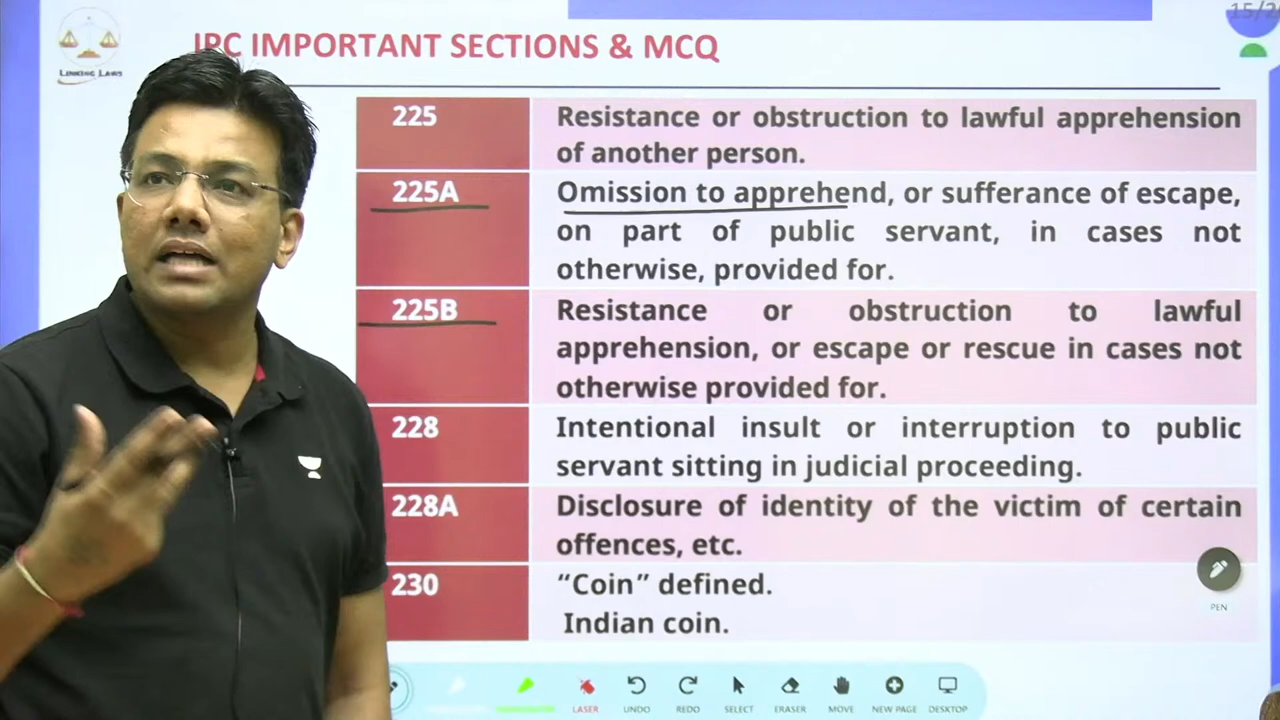 15/2
LINKING LAWS
IPC IMPORTANT SECTIONS & MCQ
225 Resistance or obstruction to lawful apprehension
of another person.
225A Omission to apprehend, or sufferance of escape,
on part of public servant, in cases not
otherwise, provided for.
225B Resistance or obstruction to lawful
apprehension, or escape or rescue in cases not
otherwise provided for.
228 Intentional insult or interruption to public
servant sitting in judicial proceeding.
228A Disclosure of identity of the victim of certain
offences, etc.
230 “Coin” defined.
Indian coin.
PEN
LASER UNDO REDO SELECT ERASER MOVE NEW PAGE DESKTOP